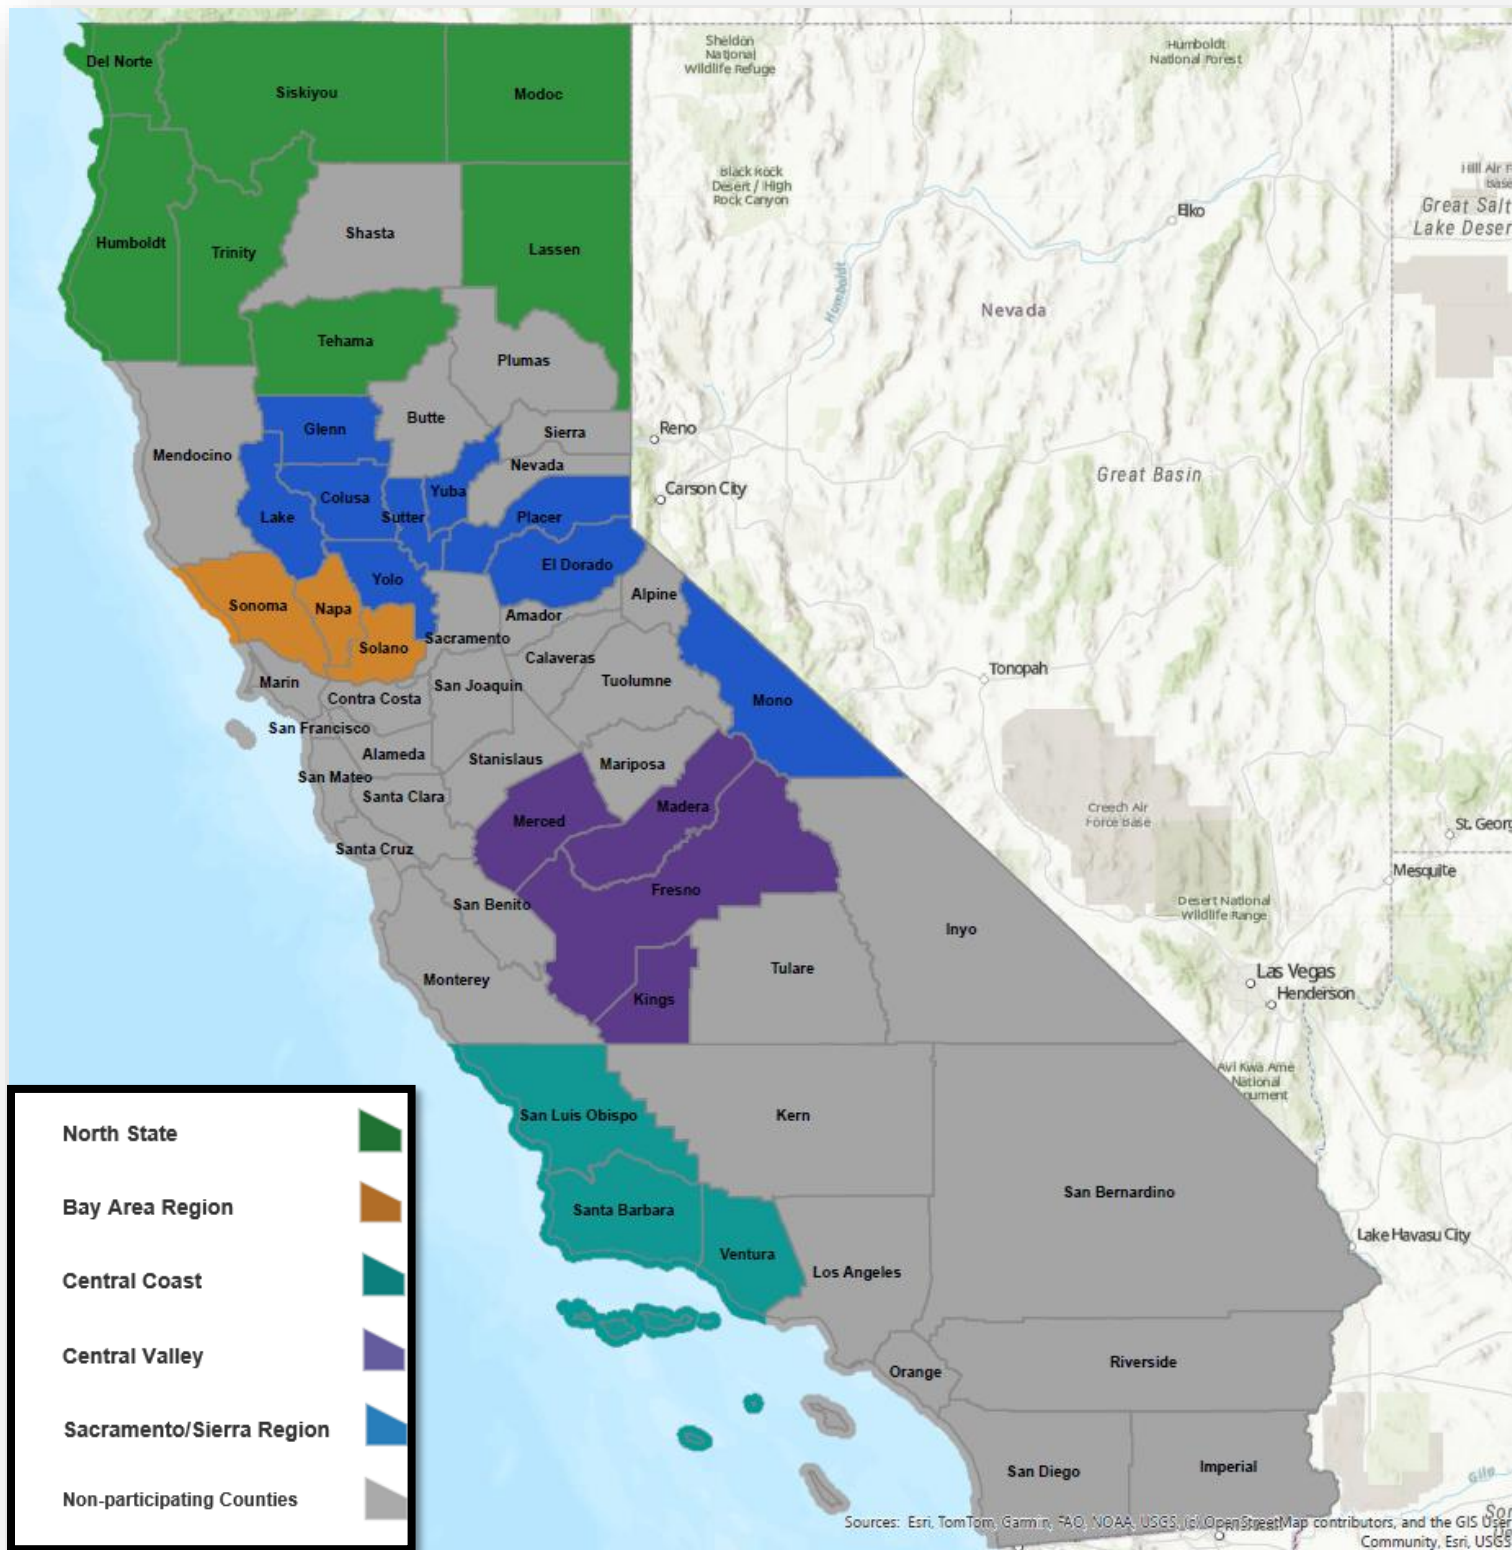 Sheldon
National
Wildlife Refuge
Humboldt
National Forest
Del Norte
Siskiyou
Modoc
Black Rock
Desert / High
Rock Canyon
Great Salt
Elko
Shasta
Humboldt
Trinity
Lassen
Humboldt
Nevada
Tehama
Plumas
Butte
Glenn
Reno
Sierra
Mendocino
Nevada
Great Basin
Carson City
Yuba
Colusa
Lake
Sutter
Placer
El Dorado
Yolo
Alpine
Sonoma
Napa
Amador
Sacramento
Solano
Calaveras
Tonopah
Marin
San Joaquin
Tuolumne
Contra Costa
Mono
San Francisco
Alameda
Stanislaus
Mariposa
San Mateo
Santa Clara
Madera
Creech Air
Force Base
Merced
Santa Cruz
Mesquite
Fresno
San Benito
Desert National
Wildlife Range
Inyo
Tulare
Monterey
Las Vegas
Henderson
Kings
Avi Kwa Ame
National
San Luis Obispo
Kern
San Bernardino
Santa Barbara
Lake Havasu City
Ventura
Los Angeles
Riverside
Orange
San Diego
Imperial
Gila
North State
Bay Area Region
Central Coast
Central Valley
Sacramento/Sierra Region
Non-participating Counties
Sources: Esri, TomTom, Garmin, FAO, NOAA, USGS, (c) OpenStreetMap contributors, and the GIS User
Community, Esri, USGS